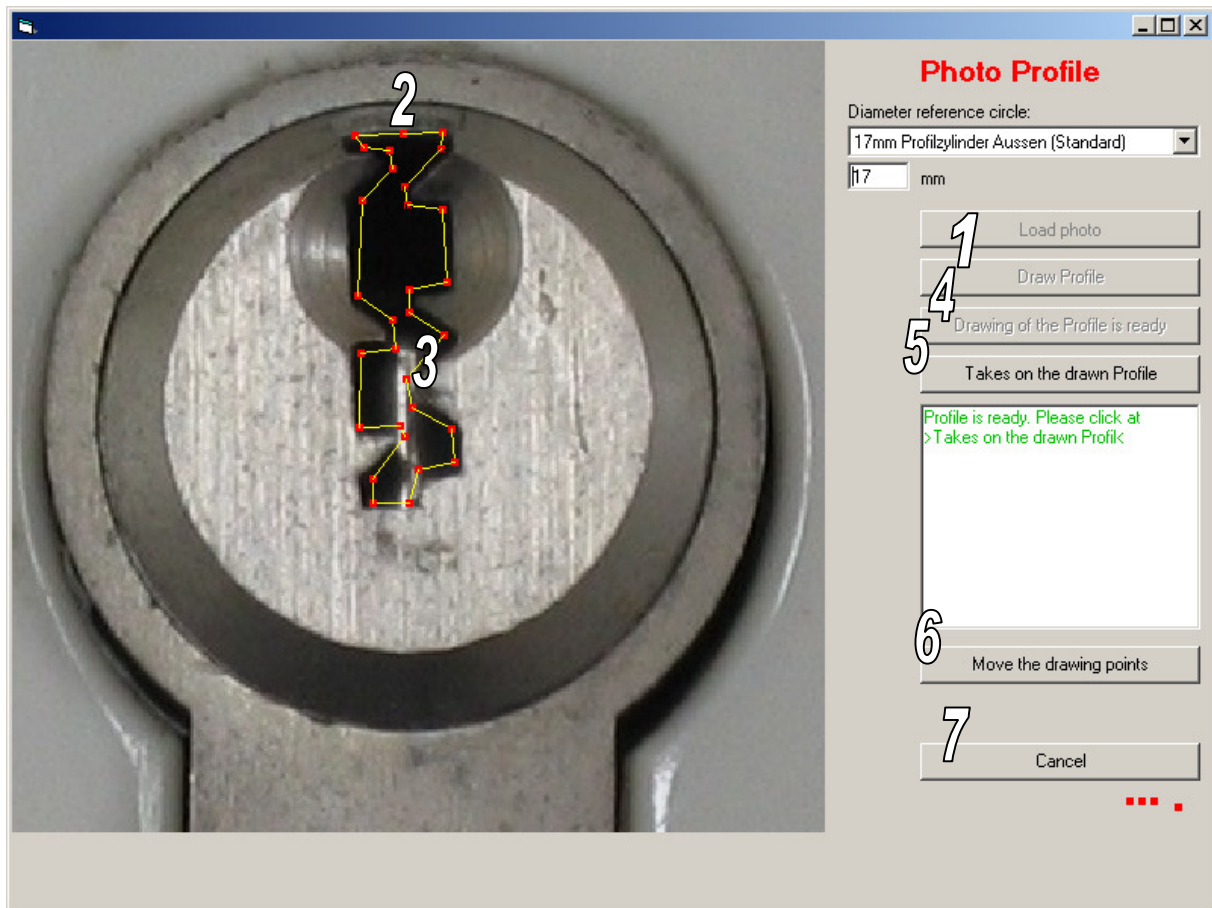 Photo Profile
Diameter reference circle:
17mm Profilzylinder Aussen (Standard)
17 mm
1
Load photo
2
4
Draw Profile
5
Drawing of the Profile is ready
3
Takes on the drawn Profile
Profile is ready. Please click at
>Takes on the drawn Profil<
6
Move the drawing points
7
Cancel